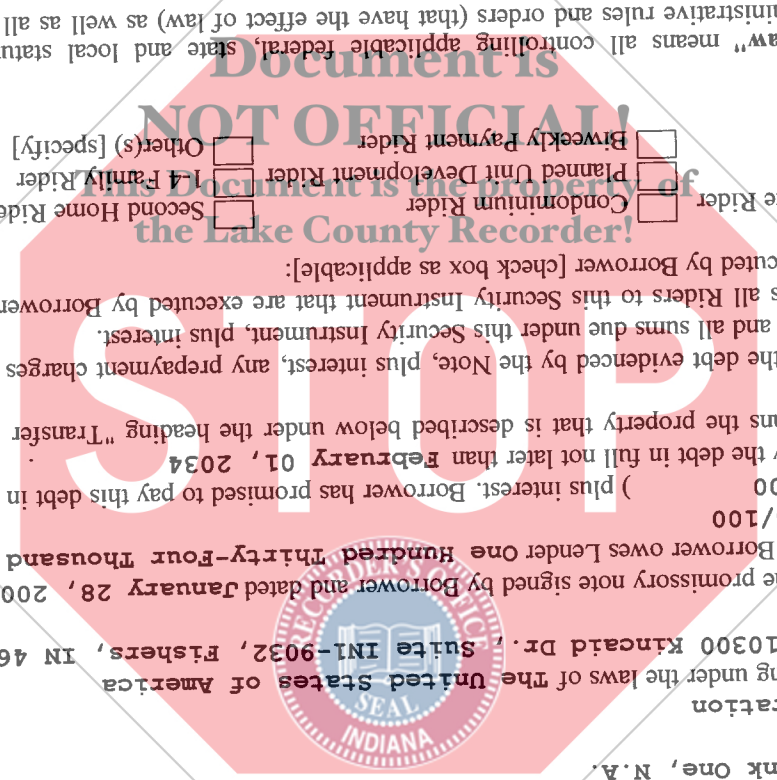 Document is
NOT OFFICIAL!
This Document is the property of
the Lake County Recorder!
STOP
RECORDER'S OFFICE
SEAL
INDIANA
nk One, N.A.
ration
ng under the laws of The United States of America
10300 Kincaid Dr., Suite IN1-9032, Fishers, IN 46
he promissory note signed by Borrower and dated January 28, 200
Borrower owes Lender One Hundred Thirty-Four Thousand
/100
00 ) plus interest. Borrower has promised to pay this debt in
y the debt in full not later than February 01, 2034 .
ans the property that is described below under the heading "Transfer
the debt evidenced by the Note, plus interest, any prepayment charges
and all sums due under this Security Instrument, plus interest.
s all Riders to this Security Instrument that are executed by Borrower
cuted by Borrower [check box as applicable]:
te Rider Condominium Rider Second Home Ride
Planned Unit Development Rider 1-4 Family Rider
Biweekly Payment Rider Other(s) [specify]
aw" means all controlling applicable federal, state and local statu
inistrative rules and orders (that have the effect of law) as well as all